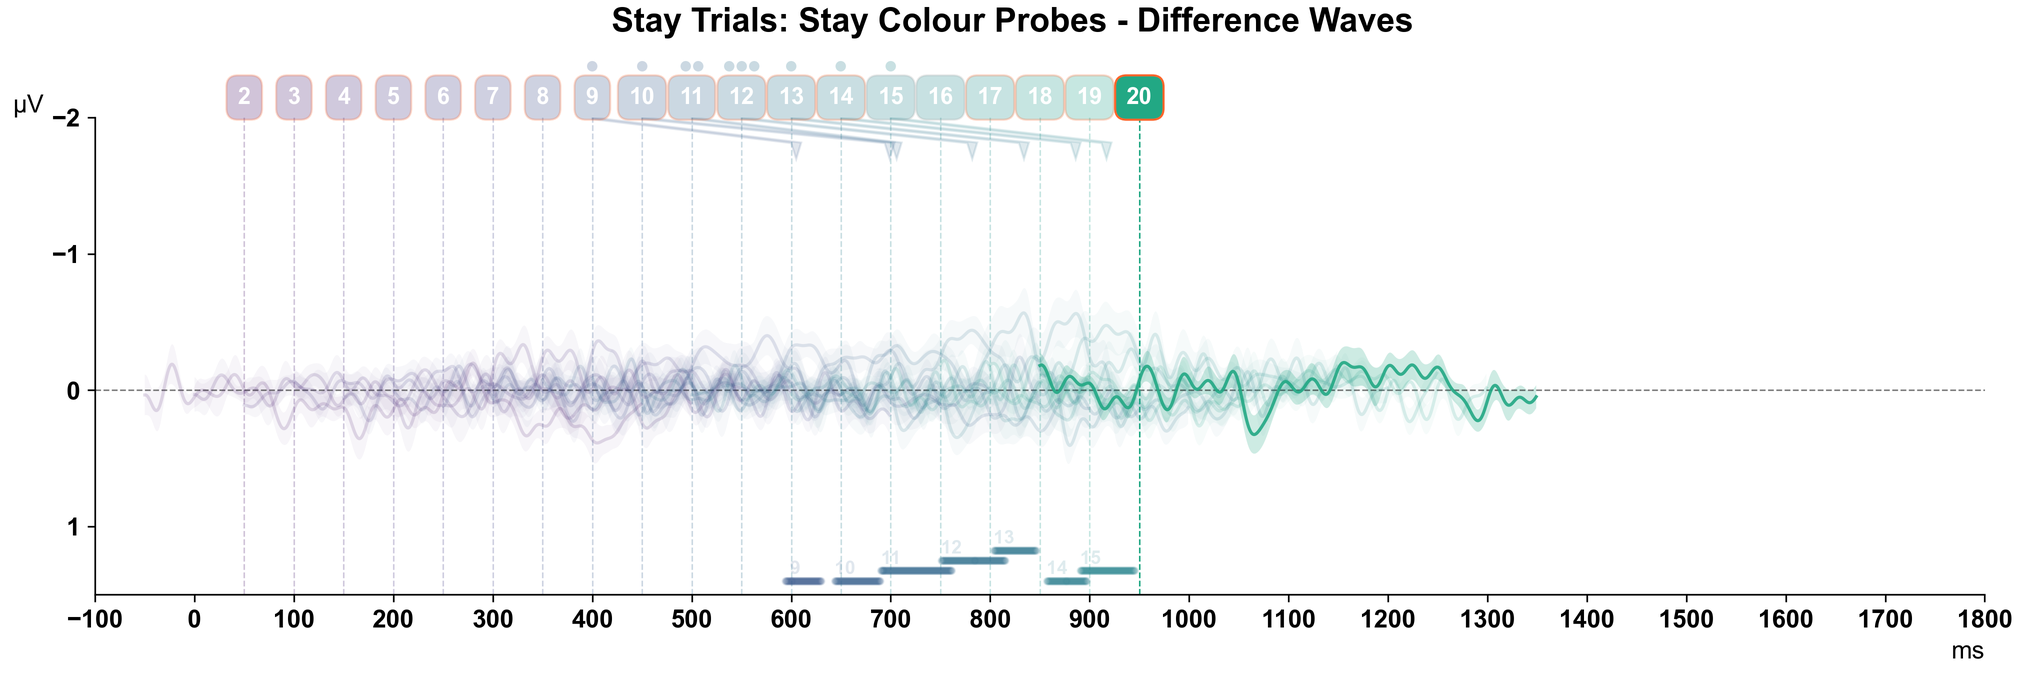 Stay Trials: Stay Colour Probes - Difference Waves
2 3 4 5 6 7 8 9 10 11 12 13 14 15 16 17 18 19 20
µV
−2
−1
0
1
13
12
11
15
9
10
14
−100 0 100 200 300 400 500 600 700 800 900 1000 1100 1200 1300 1400 1500 1600 1700 1800
ms